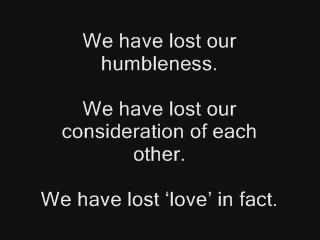 We have lost our
humbleness.
We have lost our
consideration of each
other.
We have lost ‘love’ in fact.